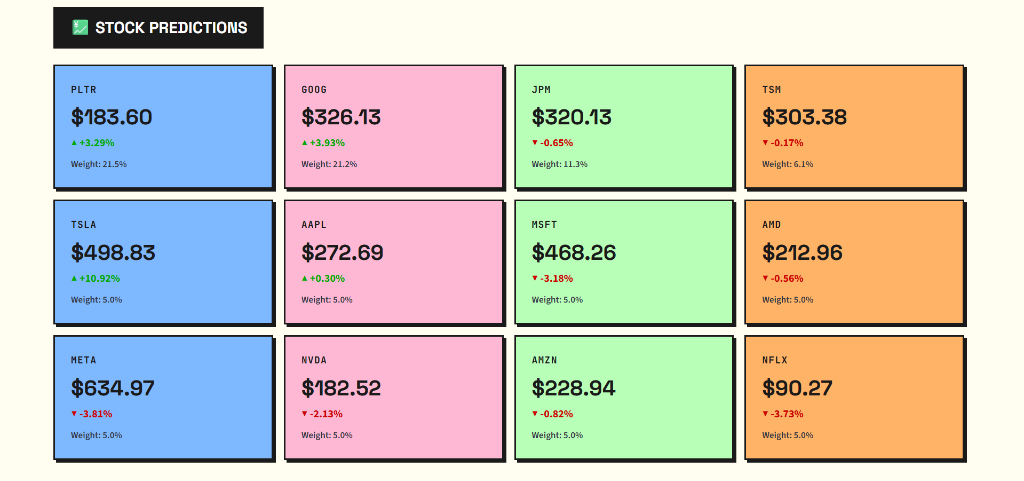 STOCK PREDICTIONS
PLTR
$183.60
▲ +3.29%
Weight: 21.5%
GOOG
$326.13
▲ +3.93%
Weight: 21.2%
JPM
$320.13
▼ -0.65%
Weight: 11.3%
TSM
$303.38
▼ -0.17%
Weight: 6.1%
TSLA
$498.83
▲ +10.92%
Weight: 5.0%
AAPL
$272.69
▲ +0.30%
Weight: 5.0%
MSFT
$468.26
▼ -3.18%
Weight: 5.0%
AMD
$212.96
▼ -0.56%
Weight: 5.0%
META
$634.97
▼ -3.81%
Weight: 5.0%
NVDA
$182.52
▼ -2.13%
Weight: 5.0%
AMZN
$228.94
▼ -0.82%
Weight: 5.0%
NFLX
$90.27
▼ -3.73%
Weight: 5.0%